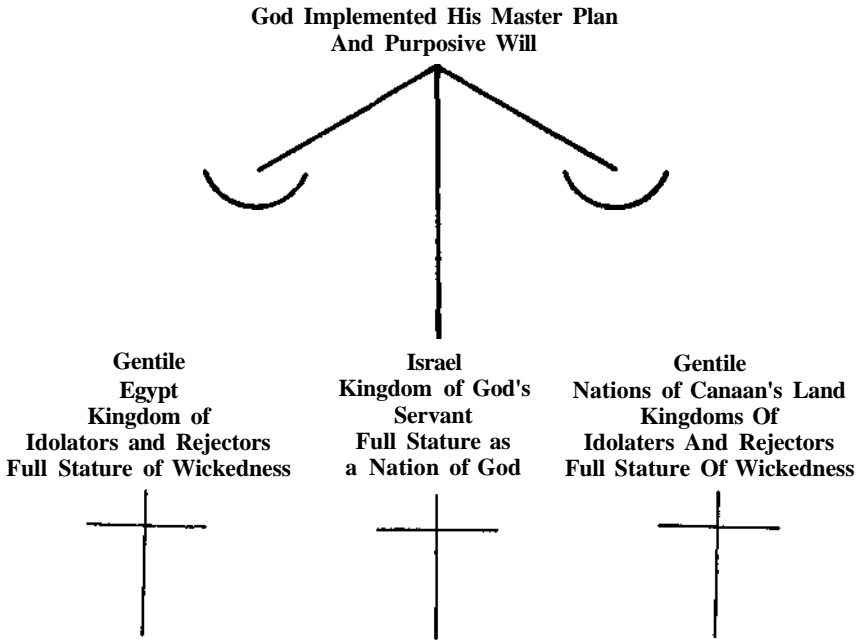 God Implemented His Master Plan
And Purposive Will
Gentile
Egypt
Kingdom of
Idolators and Rejectors
Full Stature of Wickedness
Israel
Kingdom of God's
Servant
Full Stature as
a Nation of God
Gentile
Nations of Canaan's Land
Kingdoms Of
Idolaters And Rejectors
Full Stature Of Wickedness